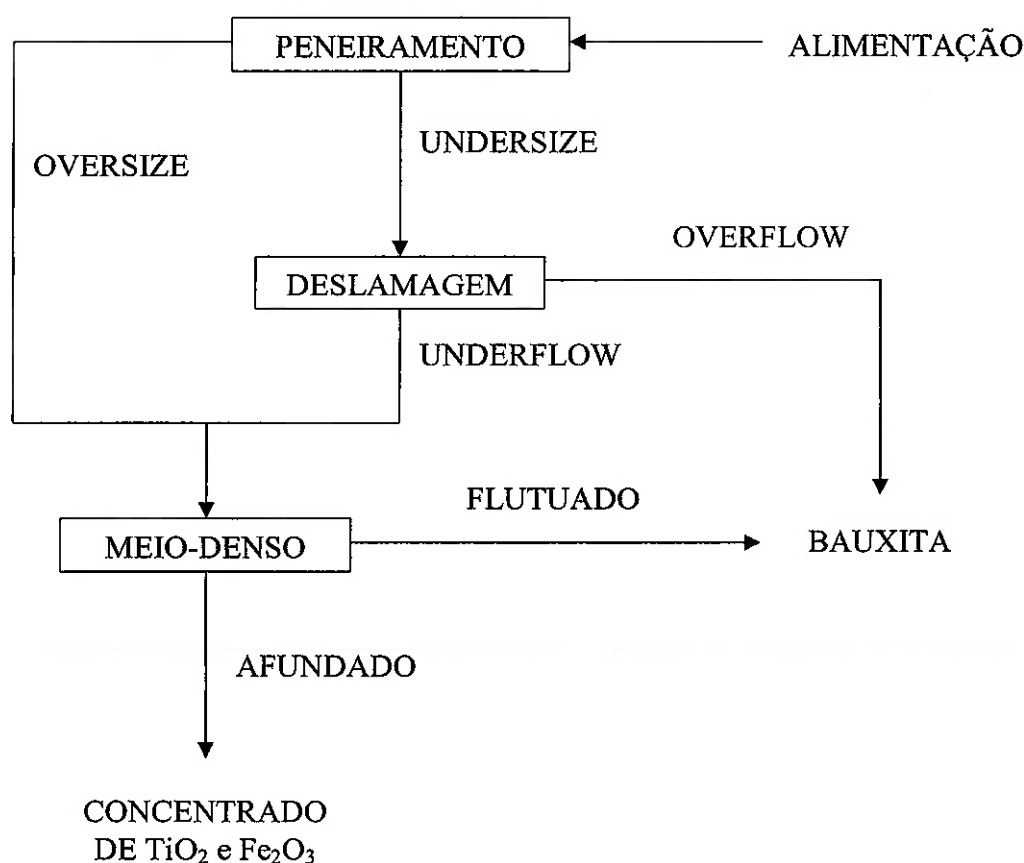 PENEIRAMENTO
ALIMENTAÇÃO
UNDERSIZE
OVERSIZE
OVERFLOW
DESLAMAGEM
UNDERFLOW
FLUTUADO
MEIO-DENSO
BAUXITA
AFUNDADO
CONCENTRADO
DE TiO₂ e Fe₂O₃